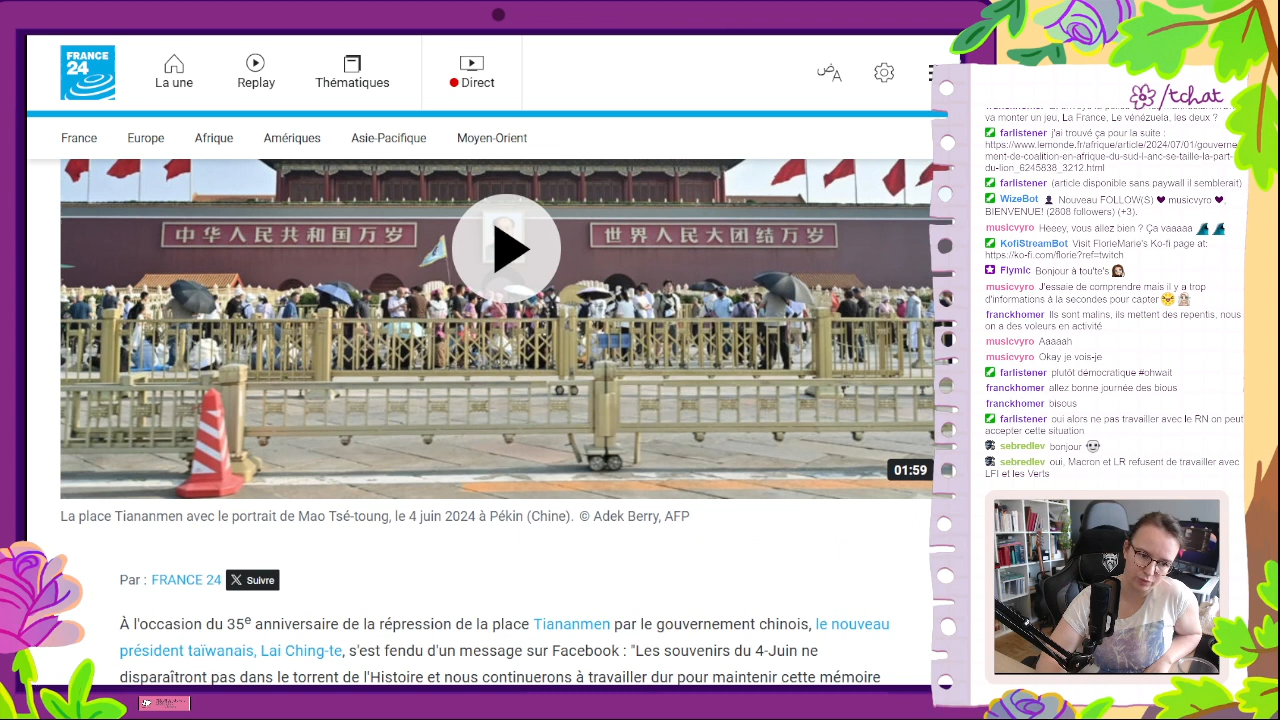 FRANCE
24
La une
Replay
Thématiques
Direct
France
Europe
Afrique
Amériques
Asie-Pacifique
Moyen-Orient
中华人民共和国万岁
世界人民大团结万岁
01:59
La place Tiananmen avec le portrait de Mao Tsé-toung, le 4 juin 2024 à Pékin (Chine). © Adek Berry, AFP
Par : FRANCE 24 X Suivre
À l'occasion du 35e anniversaire de la répression de la place Tiananmen par le gouvernement chinois, le nouveau
président taïwanais, Lai Ching-te, s'est fendu d'un message sur Facebook : "Les souvenirs du 4-Juin ne
disparaîtront pas dans le torrent de l'Histoire et nous continuerons à travailler dur pour maintenir cette mémoire
/tchat
va monter un jeu, La France, Le vénézuela, les deux ?
farlistener j'ai trouvé ça pour la suite :
https://www.lemonde.fr/afrique/article/2024/07/01/gouverne
ment-de-coalition-en-afrique-du-sud-l-anc-se-taille-la-part-
du-lion_6245838_3212.html
farlistener (article disponible sans paywall il semblerait)
WizeBot Nouveau FOLLOW(S) musicvyro
BIENVENUE! (2808 followers) (+3).
musicvyro Heeey, vous allez bien ? Ça vaaaaa
KofiStreamBot Visit FlorieMarie's Ko-fi page at:
https://ko-fi.com/florie?ref=twitch
Flymic Bonjour à tou'te's
musicvyro J'essaie de comprendre mais il y a trop
d'informations à la secondes pour capter
franckhomer Ils sont malins, ils mettent des repentis, nous
on a des voleurs en activité
musicvyro Aaaaah
musicvyro Okay je vois-je
farlistener plutôt démocratique #ohwait
franckhomer allez bonne journée des bious
franckhomer bisous
farlistener oui alors ne pas travailler avec le RN on peut
accepter cette situation
sebredlev bonjour
sebredlev oui, Macron et LR refusent de travailler avec
LFI et les Verts